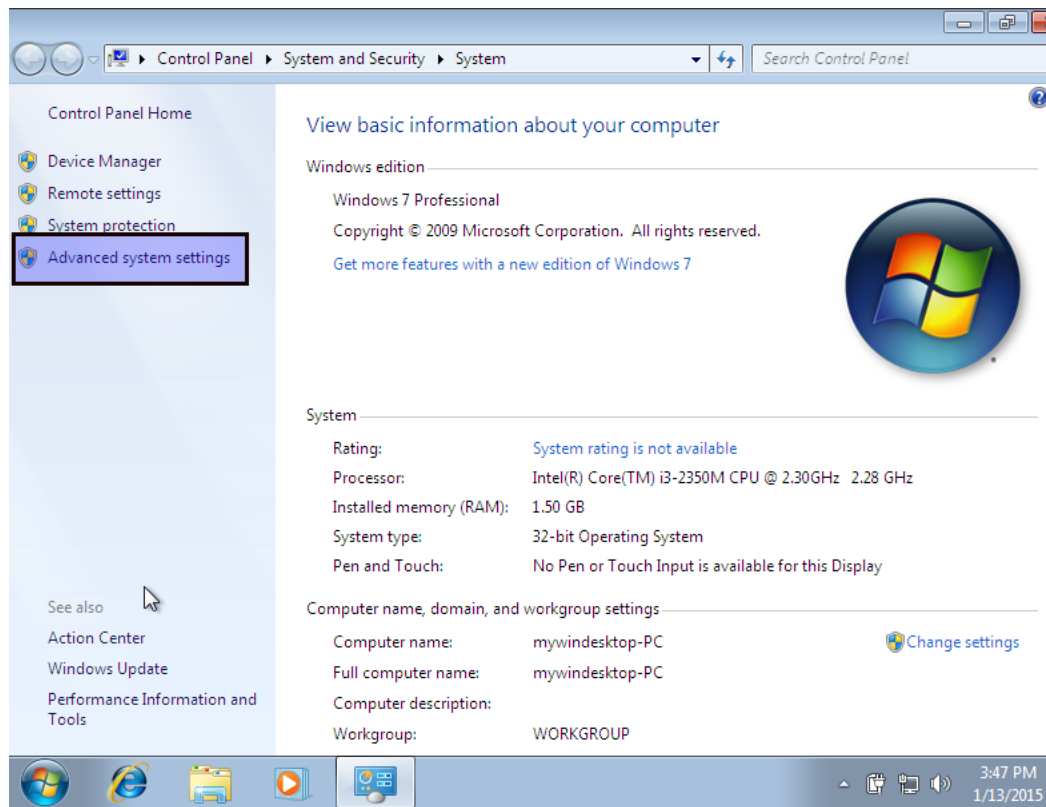 Control Panel ▸ System and Security ▸ System
Search Control Panel
Control Panel Home
Device Manager
Remote settings
System protection
Advanced system settings
See also
Action Center
Windows Update
Performance Information and
Tools
View basic information about your computer
Windows edition
Windows 7 Professional
Copyright © 2009 Microsoft Corporation. All rights reserved.
Get more features with a new edition of Windows 7
System
Rating: System rating is not available
Processor: Intel(R) Core(TM) i3-2350M CPU @ 2.30GHz 2.28 GHz
Installed memory (RAM): 1.50 GB
System type: 32-bit Operating System
Pen and Touch: No Pen or Touch Input is available for this Display
Computer name, domain, and workgroup settings
Computer name: mywindesktop-PC Change settings
Full computer name: mywindesktop-PC
Computer description:
Workgroup: WORKGROUP
3:47 PM
1/13/2015